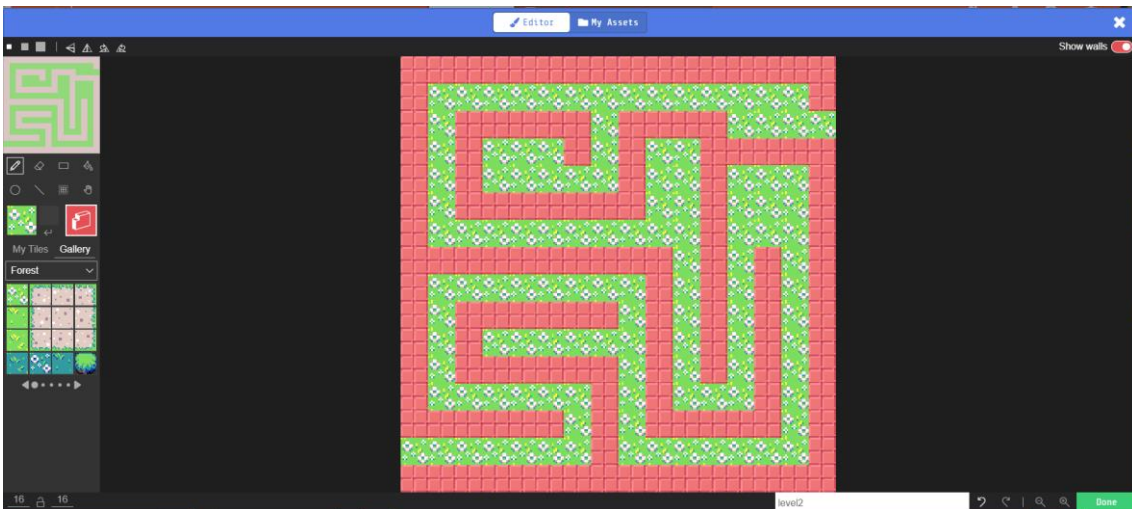 Editor My Assets
Show walls
My Tiles Gallery
Forest
16 16
level2
Done